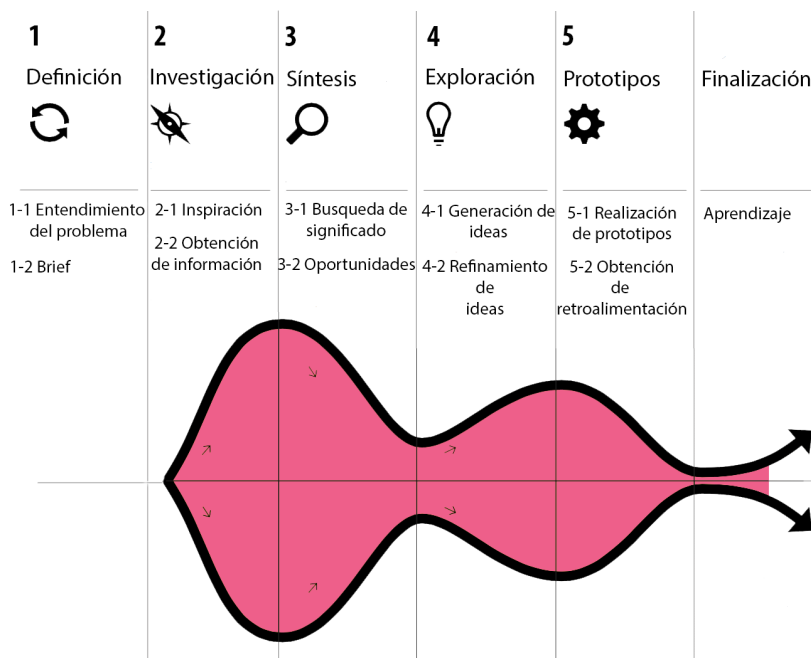 1
Definición
1-1 Entendimiento
del problema
1-2 Brief
2
Investigación
2-1 Inspiración
2-2 Obtención
de información
3
Síntesis
3-1 Busqueda de
significado
3-2 Oportunidades
4
Exploración
4-1 Generación de
ideas
4-2 Refinamiento
de
ideas
5
Prototipos
5-1 Realización
de prototipos
5-2 Obtención
de
retroalimentación
Finalización
Aprendizaje